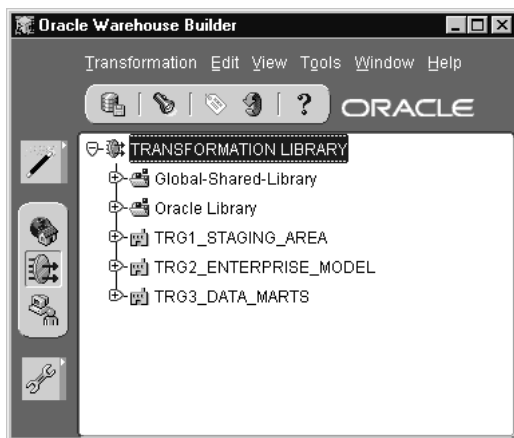 Oracle Warehouse Builder
Transformation Edit View Tools Window Help
? ORACLE
TRANSFORMATION LIBRARY
Global-Shared-Library
Oracle Library
TRG1_STAGING_AREA
TRG2_ENTERPRISE_MODEL
TRG3_DATA_MARTS